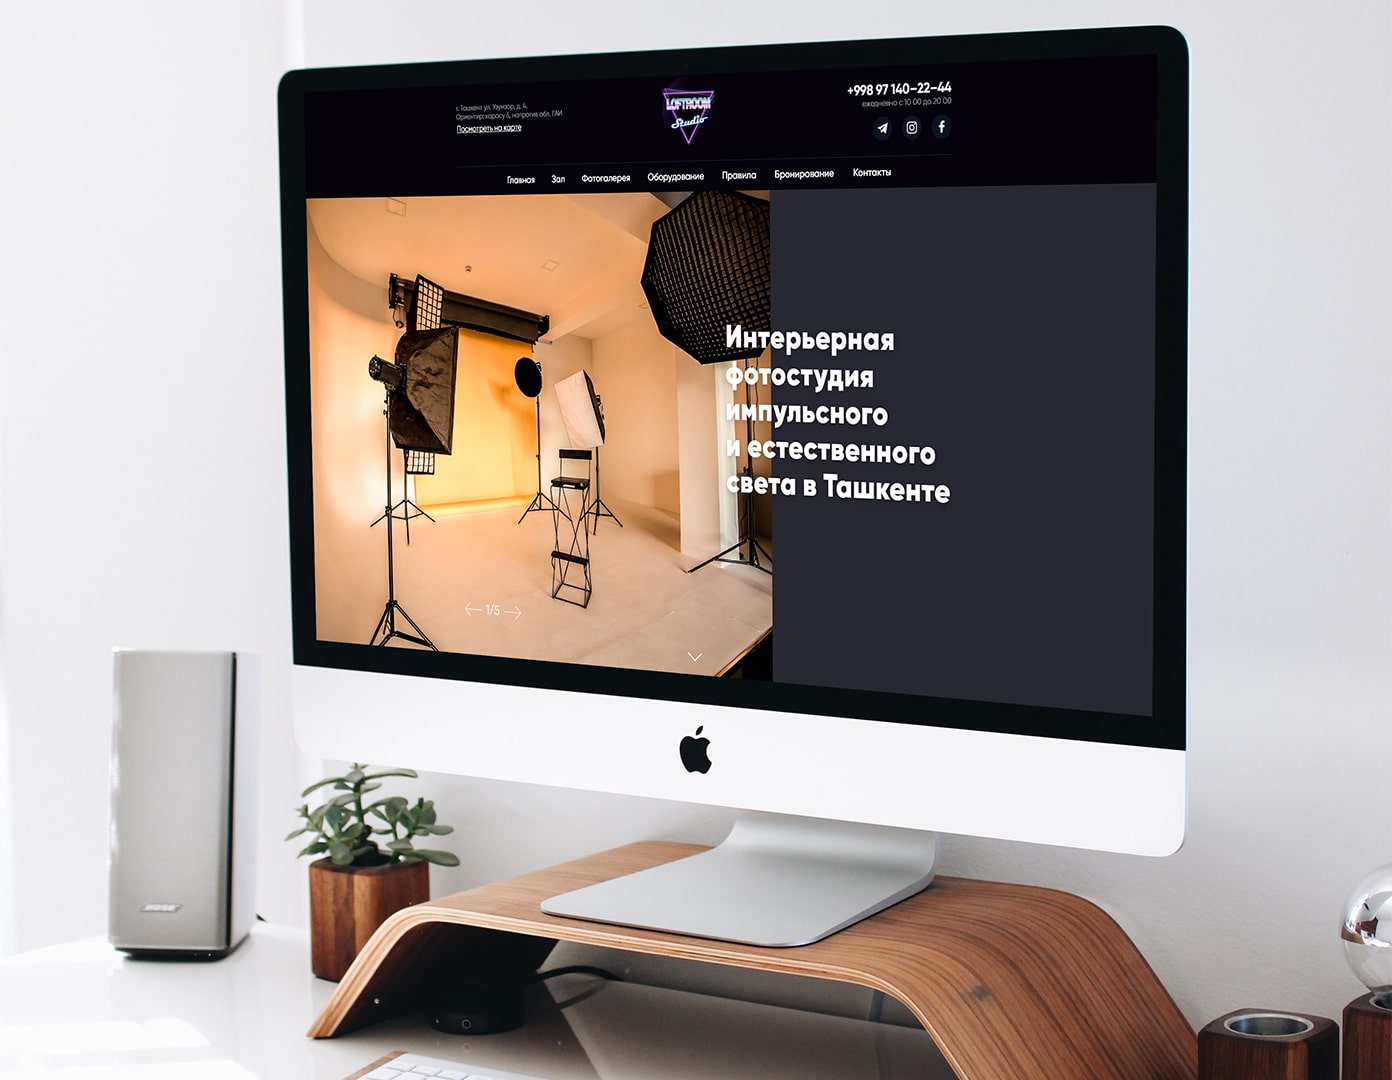 г. Ташкент ул. Узумзор, д. 4,
Ориентир: карасу 6, напротив обл. ГАИ
Посмотреть на карте
LOFTROOM
Studio
+998 97 140-22-44
ежедневно с 10 00 до 20 00
Главная Зал Фотогалерея Оборудование Правила Бронирование Контакты
Интерьерная
фотостудия
импульсного
и естественного
света в Ташкенте
1/5
BOSE